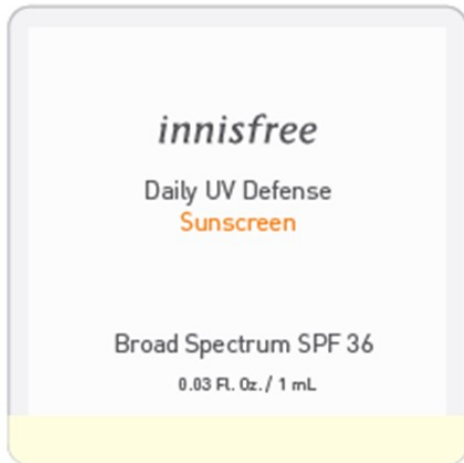 innisfree
Daily UV Defense
Sunscreen
Broad Spectrum SPF 36
0.03 Fl. Oz. / 1 mL